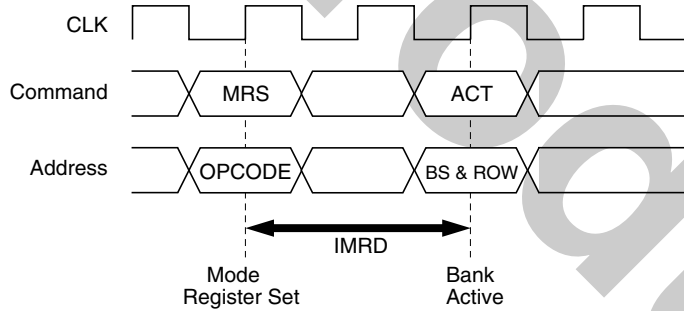 CLK
Command
MRS
ACT
Address
OPCODE
BS & ROW
IMRD
Mode
Register Set
Bank
Active